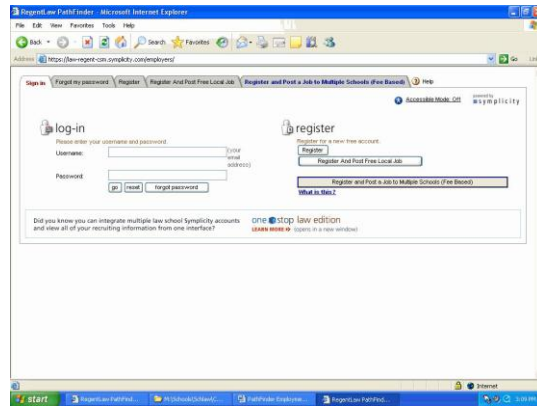 RegentLaw PathFinder - Microsoft Internet Explorer
File Edit View Favorites Tools Help
Back Search Favorites
Address https://law-regent-csm.symplicity.com/employers/ Go
Sign in Forgot my password Register Register And Post Free Local Job Register and Post a Job to Multiple Schools (Fee Based) Help
Accessible Mode: Off powered by symplicity
log-in
Please enter your username and password.
Username: (your email address)
Password:
go reset forgot password
register
Register for a new free account.
Register
Register And Post Free Local Job
Register and Post a Job to Multiple Schools (Fee Based)
What is this?
Did you know you can integrate multiple law school Symplicity accounts
and view all of your recruiting information from one interface?
one stop law edition
LEARN MORE (opens in a new window)
Internet
start RegentLaw PathFind... PathFinder Employe... RegentLaw PathFind...